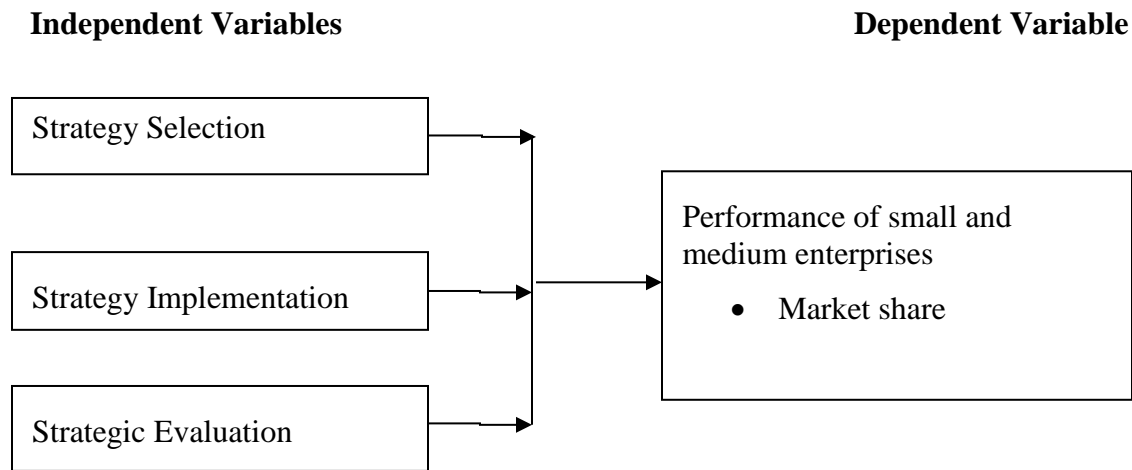 Independent Variables
Dependent Variable
Strategy Selection
Performance of small and
medium enterprises
• Market share
Strategy Implementation
Strategic Evaluation